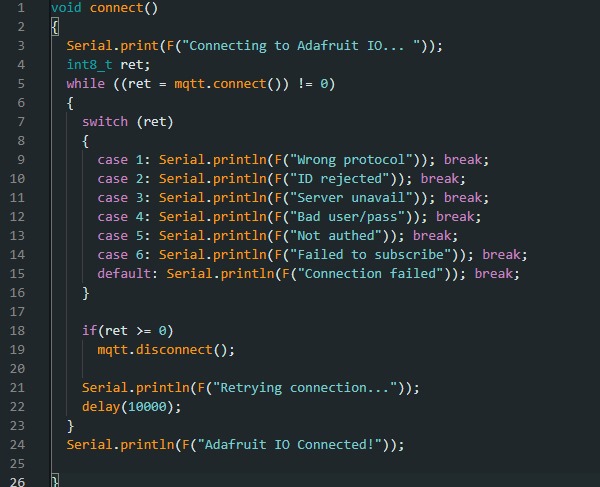 1 void connect()
2 {
3 Serial.print(F("Connecting to Adafruit IO... "));
4 int8_t ret;
5 while ((ret = mqtt.connect()) != 0)
6 {
7 switch (ret)
8 {
9 case 1: Serial.println(F("Wrong protocol")); break;
10 case 2: Serial.println(F("ID rejected")); break;
11 case 3: Serial.println(F("Server unavail")); break;
12 case 4: Serial.println(F("Bad user/pass")); break;
13 case 5: Serial.println(F("Not authed")); break;
14 case 6: Serial.println(F("Failed to subscribe")); break;
15 default: Serial.println(F("Connection failed")); break;
16 }
17
18 if(ret >= 0)
19 mqtt.disconnect();
20
21 Serial.println(F("Retrying connection..."));
22 delay(10000);
23 }
24 Serial.println(F("Adafruit IO Connected!"));
25
26 }